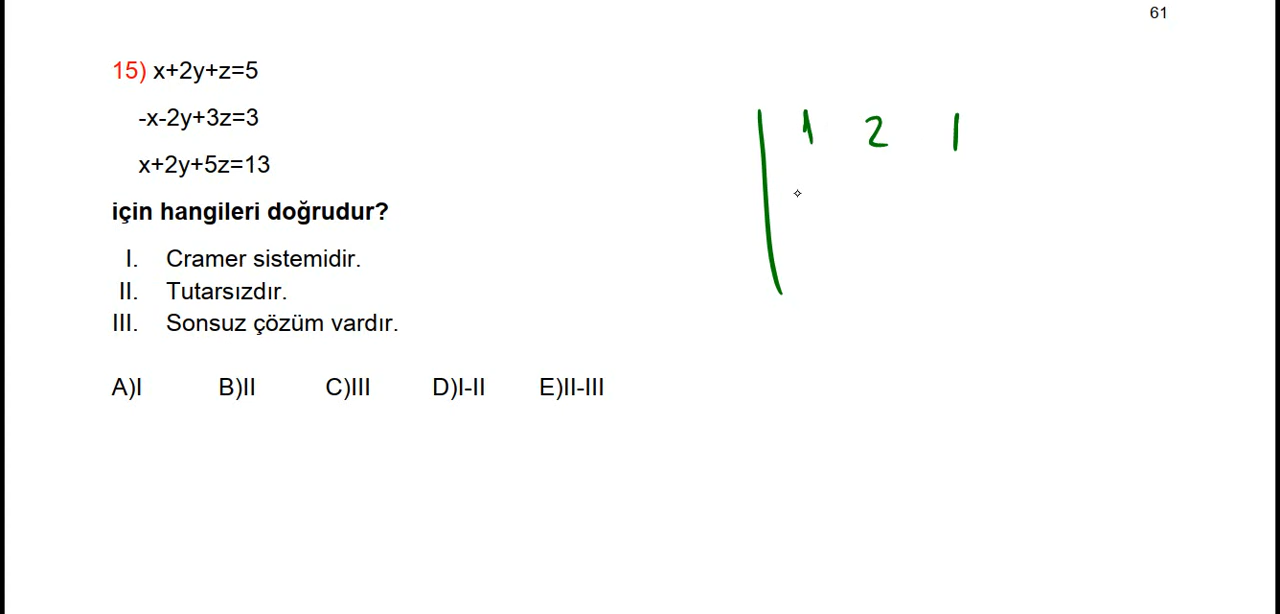 61
15) x+2y+z=5
-x-2y+3z=3
x+2y+5z=13
için hangileri doğrudur?
I. Cramer sistemidir.
II. Tutarsızdır.
III. Sonsuz çözüm vardır.
A)I B)II C)III D)I-II E)II-III
1 2 1